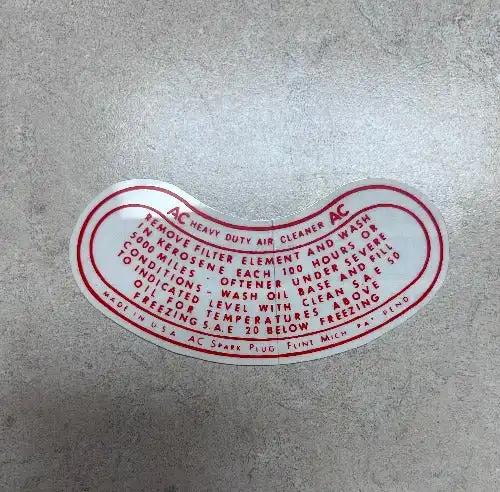 AC HEAVY DUTY AIR CLEANER AC
REMOVE FILTER ELEMENT AND WASH
IN KEROSENE EACH 100 HOURS OR
5000 MILES - OFTENER UNDER SEVERE
CONDITIONS - WASH OIL BASE AND FILL
TO INDICATED LEVEL WITH CLEAN S.A.E 50
OIL FOR TEMPERATURES ABOVE
FREEZING S.A.E 20 BELOW FREEZING
MADE IN U.S.A AC SPARK PLUG FLINT MICH PA' PEND